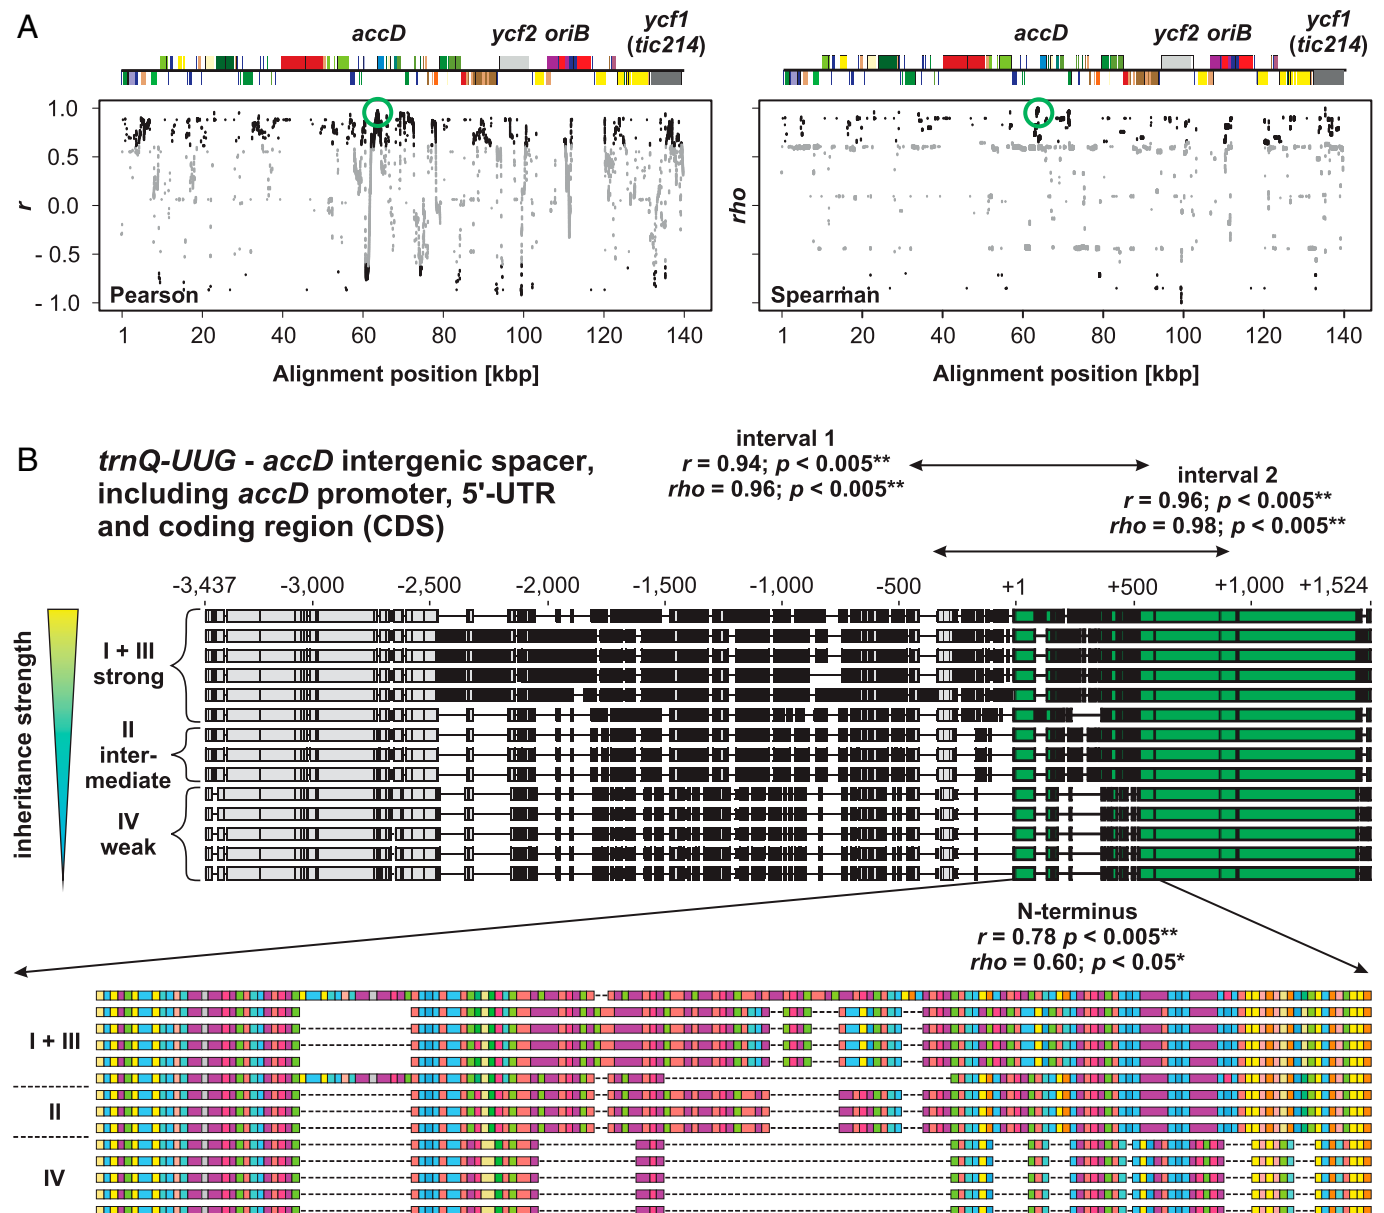 A
accD
ycf2 oriB
ycf1
(tic214)
accD
ycf2 oriB
ycf1
(tic214)
1.0
0.5
0.0
- 0.5
- 1.0
r
Pearson
1 20 40 60 80 100 120 140
Alignment position [kbp]
rho
Spearman
1 20 40 60 80 100 120 140
Alignment position [kbp]
B
trnQ-UUG - accD intergenic spacer,
including accD promoter, 5'-UTR
and coding region (CDS)
interval 1
r = 0.94; p < 0.005**
rho = 0.96; p < 0.005**
interval 2
r = 0.96; p < 0.005**
rho = 0.98; p < 0.005**
-3,437 -3,000 -2,500 -2,000 -1,500 -1,000 -500 +1 +500 +1,000 +1,524
inheritance strength
I + III
strong
II
inter-
mediate
IV
weak
N-terminus
r = 0.78 p < 0.005**
rho = 0.60; p < 0.05*
I + III
II
IV